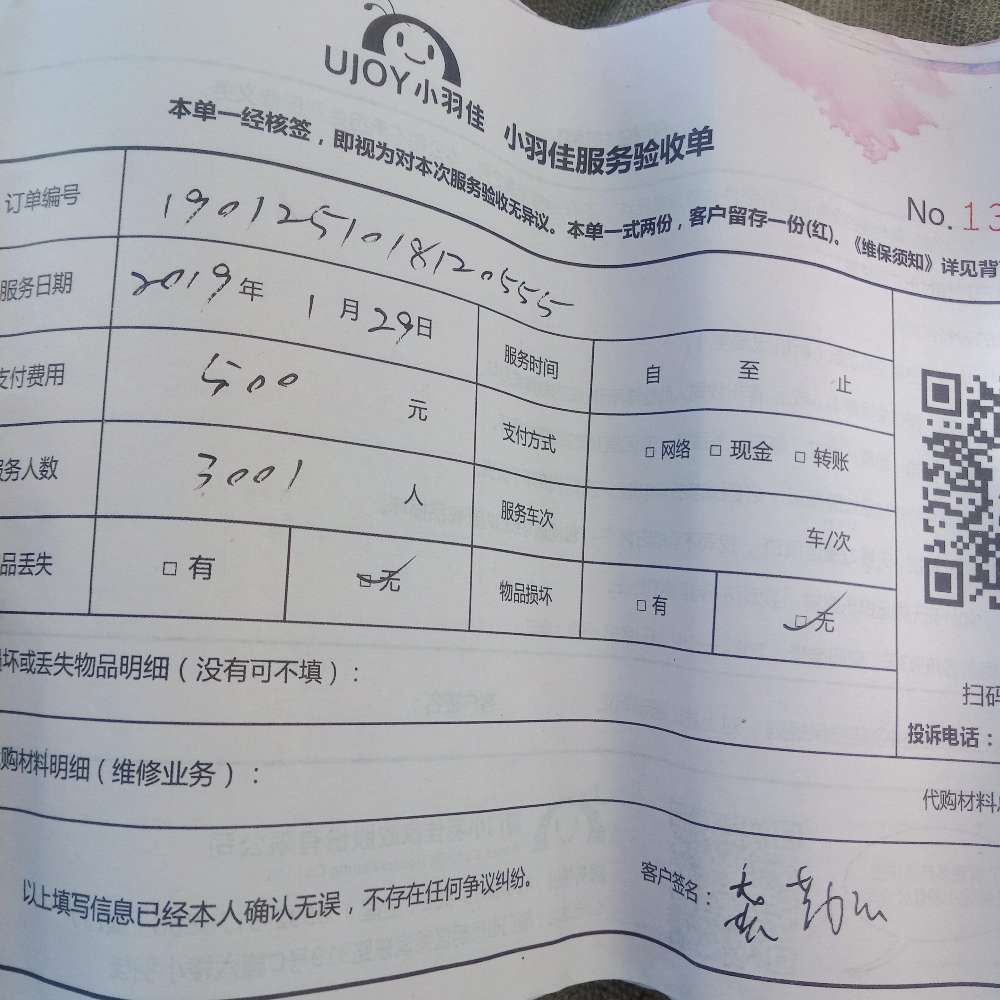 UJOY小羽佳 小羽佳服务验收单
本单一经核签，即视为对本次服务验收无异议。本单一式两份，客户留存一份(红)。《维保须知》详见背
No. 13
订单编号 190125101812055 5
服务日期 2019年 1月29日 服务时间 自 至 止
支付费用 500 元 支付方式 □网络 □现金 □转账
服务人数 3001 人 服务车次 车/次
品丢失 □有 □无 物品损坏 □有 □无
坏或丢失物品明细（没有可不填）：
扫码
投诉电话：
购材料明细（维修业务）：
代购材料
以上填写信息已经本人确认无误，不存在任何争议纠纷。
客户签名：